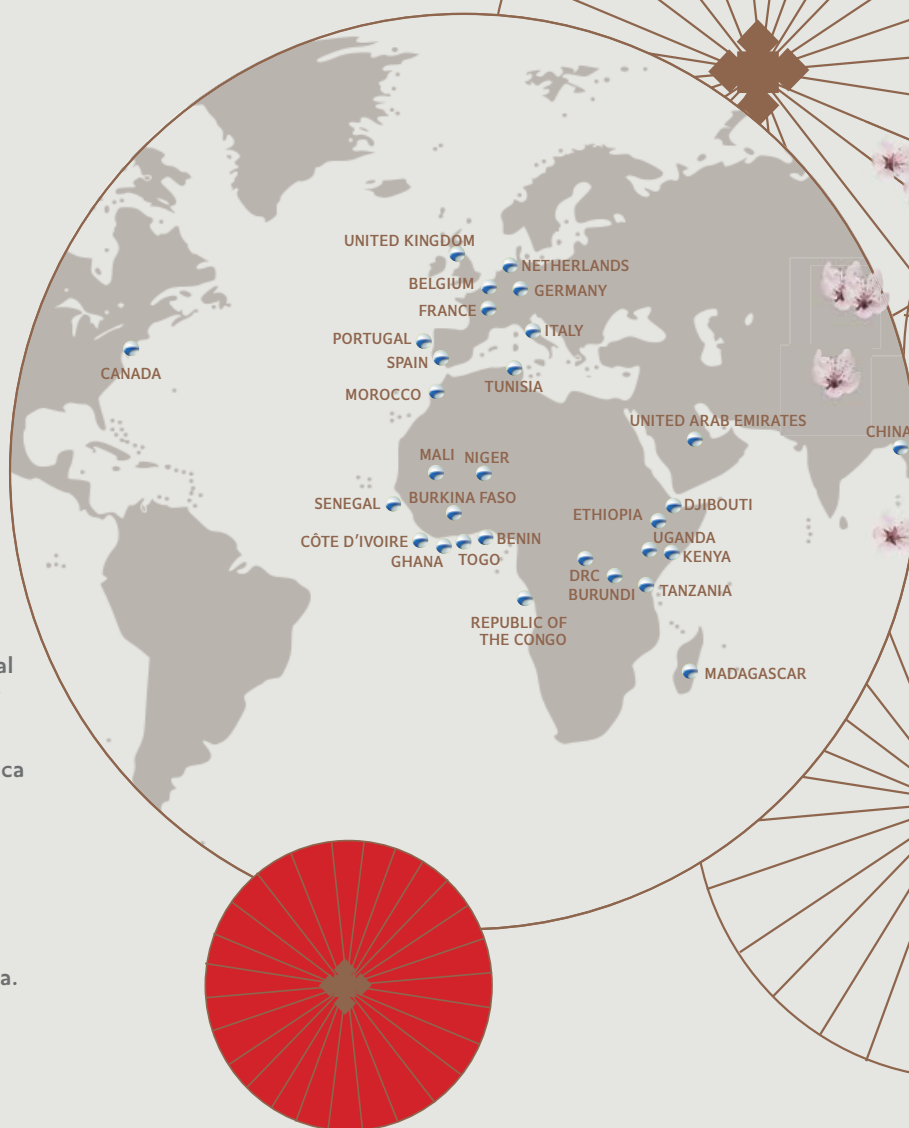 UNITED KINGDOM
NETHERLANDS
BELGIUM
GERMANY
FRANCE
ITALY
PORTUGAL
SPAIN
CANADA
TUNISIA
MOROCCO
UNITED ARAB EMIRATES
CHINA
MALI
NIGER
BURKINA FASO
SENEGAL
DJIBOUTI
ETHIOPIA
UGANDA
CÔTE D’IVOIRE
BENIN
GHANA
TOGO
KENYA
DRC
BURUNDI
TANZANIA
REPUBLIC OF
THE CONGO
al
MADAGASCAR
ca
a.